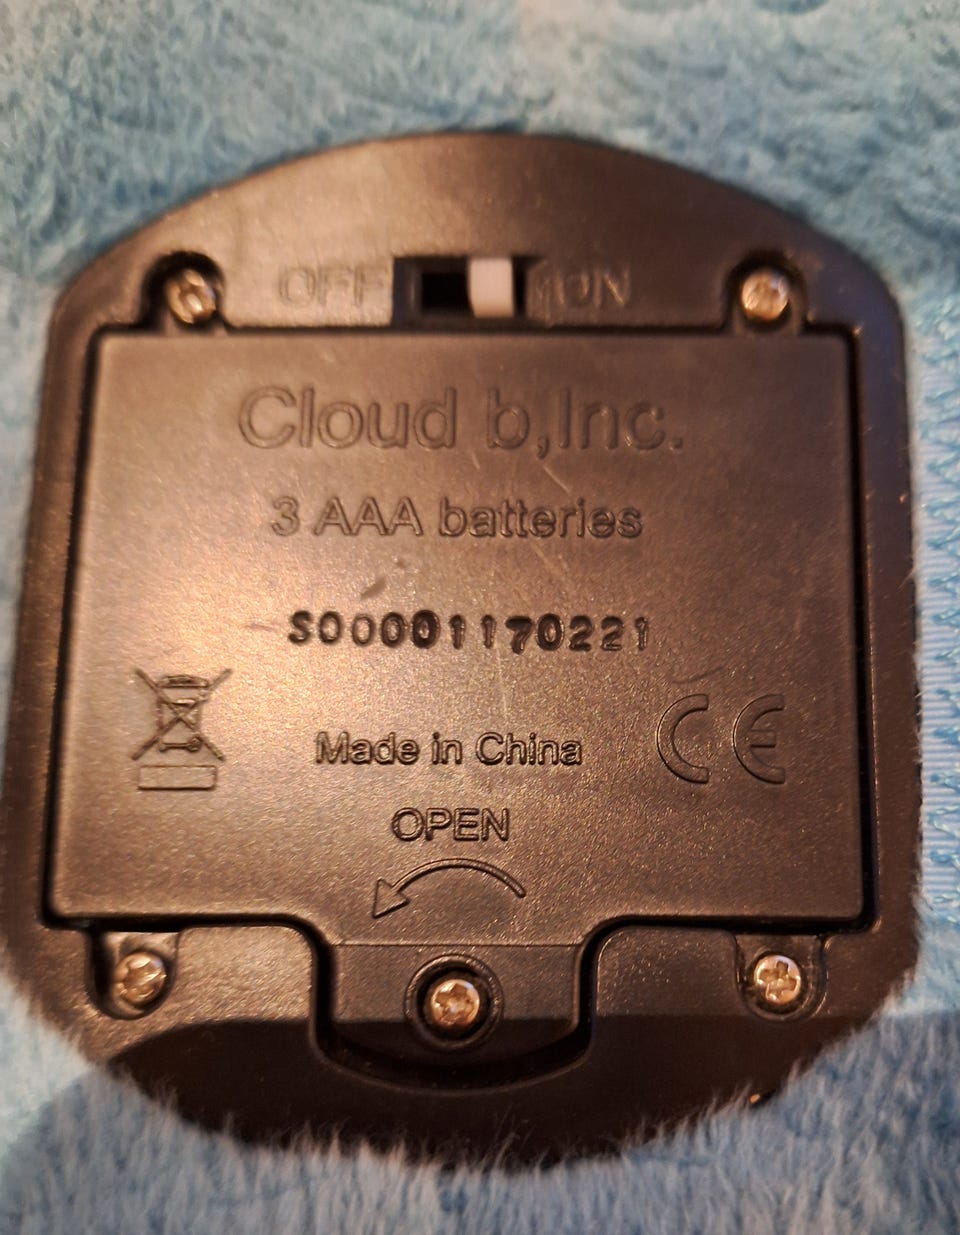 OFF ON
Cloud b,Inc.
3 AAA batteries
S00001170221
Made in China
CE
OPEN